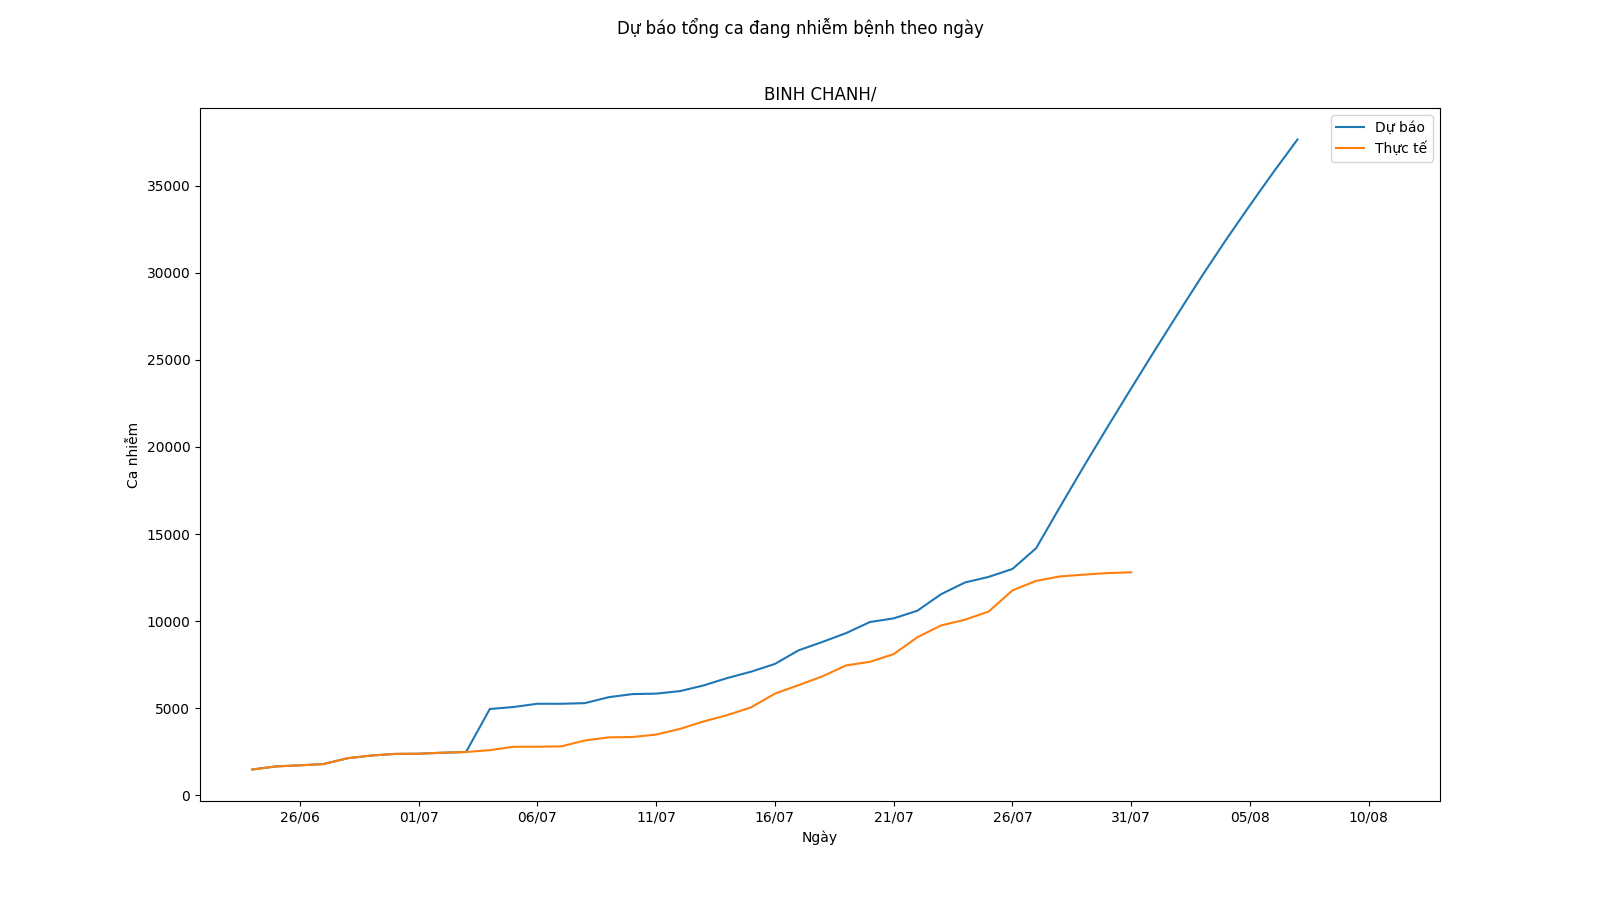 Dự báo tổng ca đang nhiễm bệnh theo ngày
BINH CHANH/
Dự báo
Thực tế
35000
30000
25000
20000
15000
10000
5000
0
Ca nhiễm
26/06 01/07 06/07 11/07 16/07 21/07 26/07 31/07 05/08 10/08
Ngày